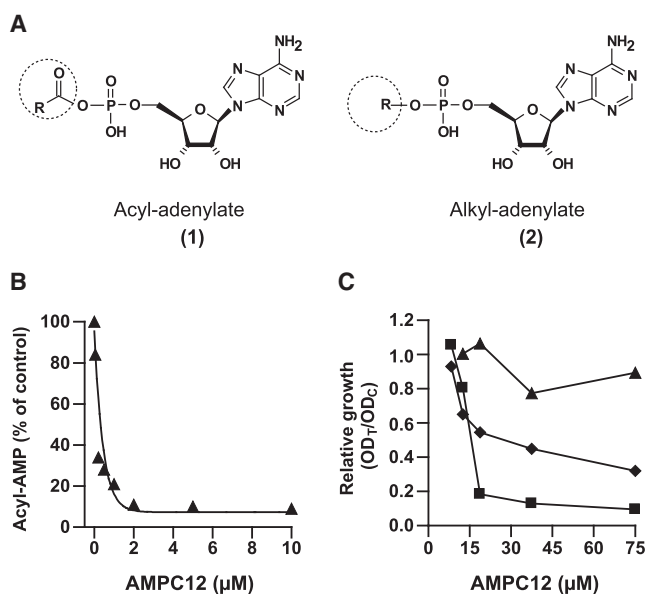 A
O
R
O
O
P
O
OH
O
N
N
N
N
NH₂
HO
OH
R
O
O
P
O
OH
O
N
N
N
N
NH₂
HO
OH
Acyl-adenylate
(1)
Alkyl-adenylate
(2)
B
Acyl-AMP (% of control)
100
80
60
40
20
0
0 2 4 6 8 10
AMPC12 (µM)
C
Relative growth
(OD_T/OD_C)
1.2
1.0
0.8
0.6
0.4
0.2
0.0
0 15 30 45 60 75
AMPC12 (µM)